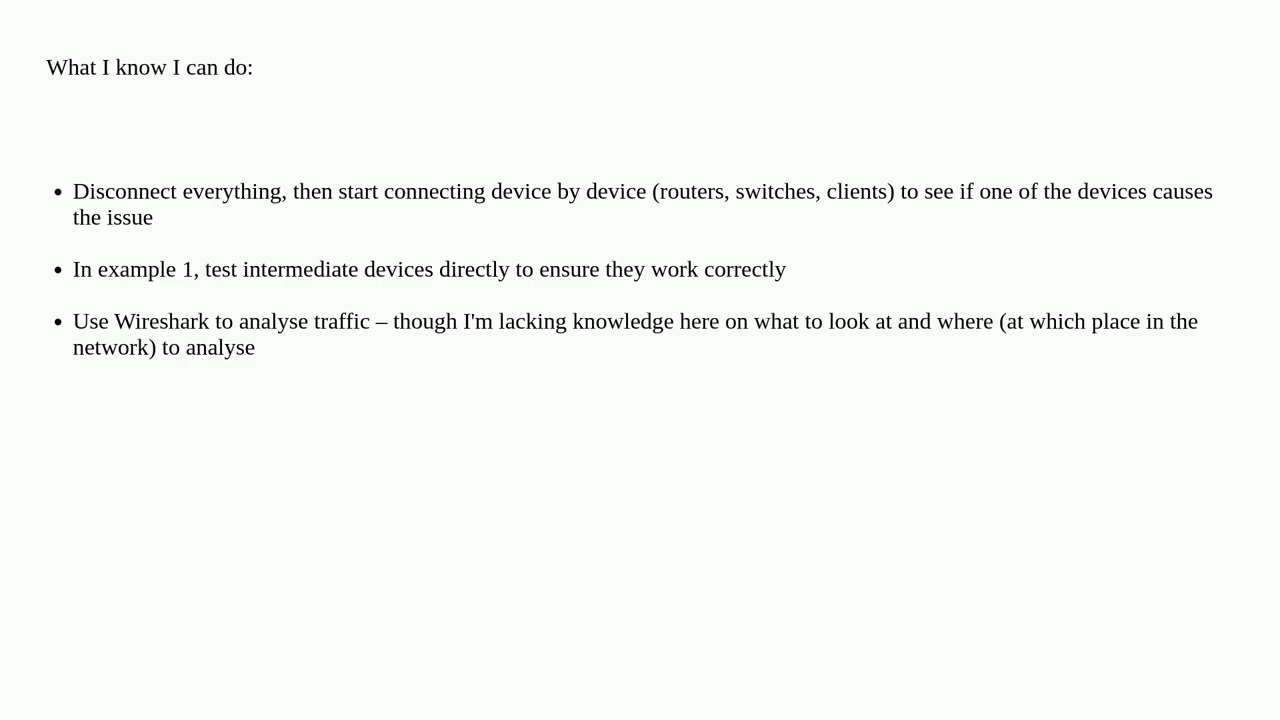 What I know I can do:
• Disconnect everything, then start connecting device by device (routers, switches, clients) to see if one of the devices causes
the issue
• In example 1, test intermediate devices directly to ensure they work correctly
• Use Wireshark to analyse traffic – though I'm lacking knowledge here on what to look at and where (at which place in the
network) to analyse